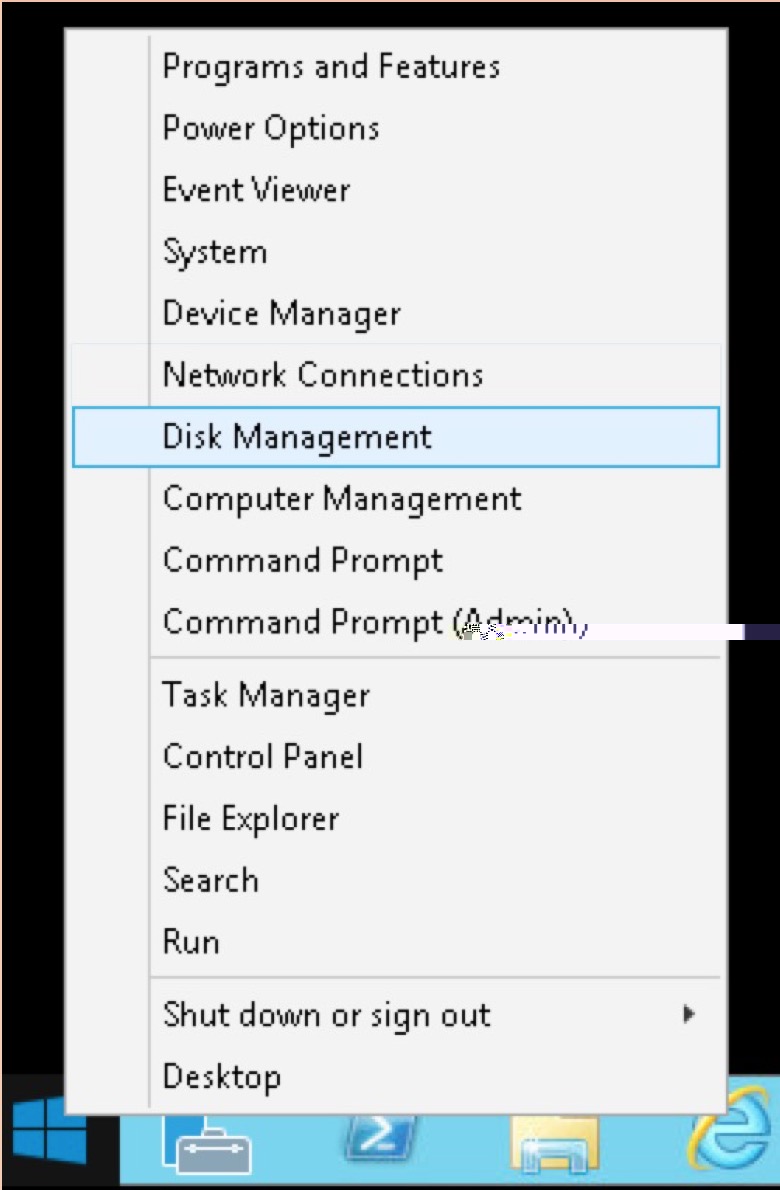 Programs and Features
Power Options
Event Viewer
System
Device Manager
Network Connections
Disk Management
Computer Management
Command Prompt
Command Prompt (Admin)
Task Manager
Control Panel
File Explorer
Search
Run
Shut down or sign out
Desktop